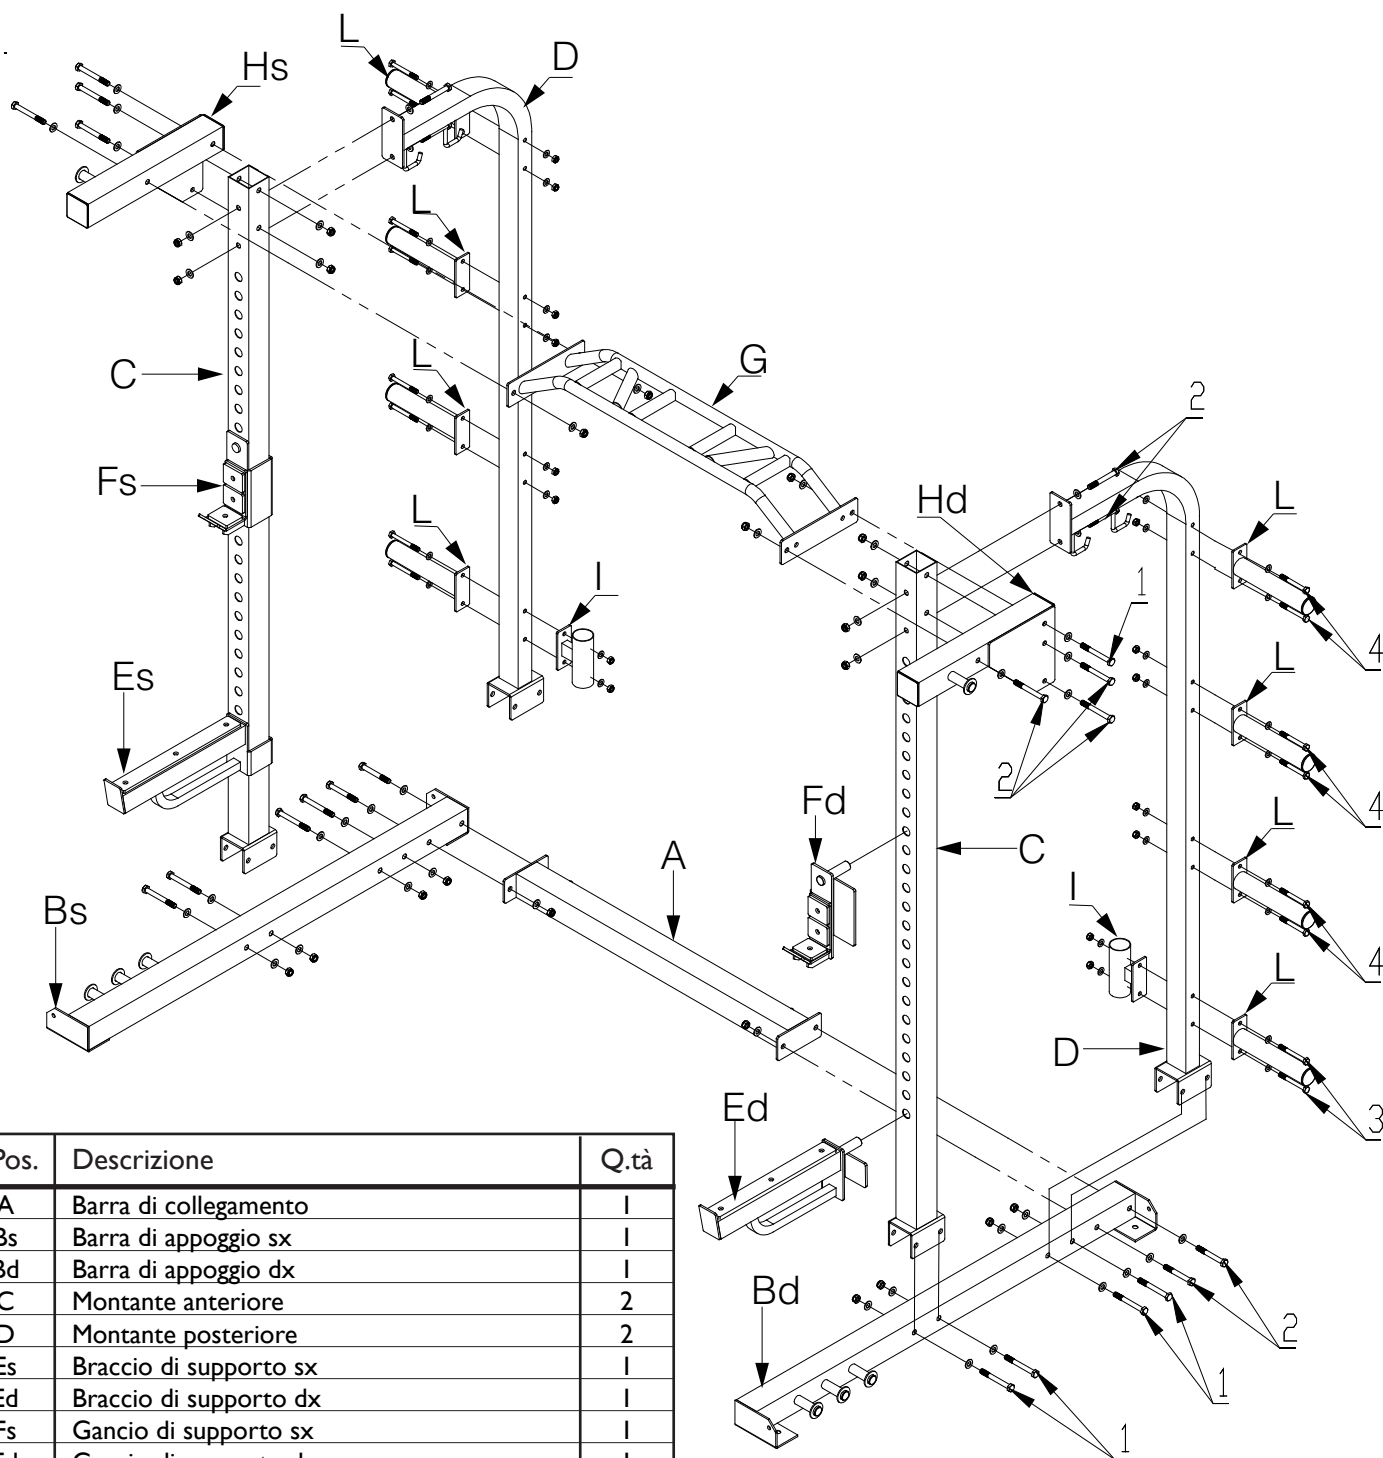 L
D
Hs
L
C
L
G
2
Fs
Hd
L
L
1
I
4
Es
L
2
Fd
4
A
C
L
Bs
I
4
L
D
3
Ed
Bd
2
1
1
Pos. Descrizione Q.tà
A Barra di collegamento 1
Bs Barra di appoggio sx 1
Bd Barra di appoggio dx 1
C Montante anteriore 2
D Montante posteriore 2
Es Braccio di supporto sx 1
Ed Braccio di supporto dx 1
Fs Gancio di supporto sx 1